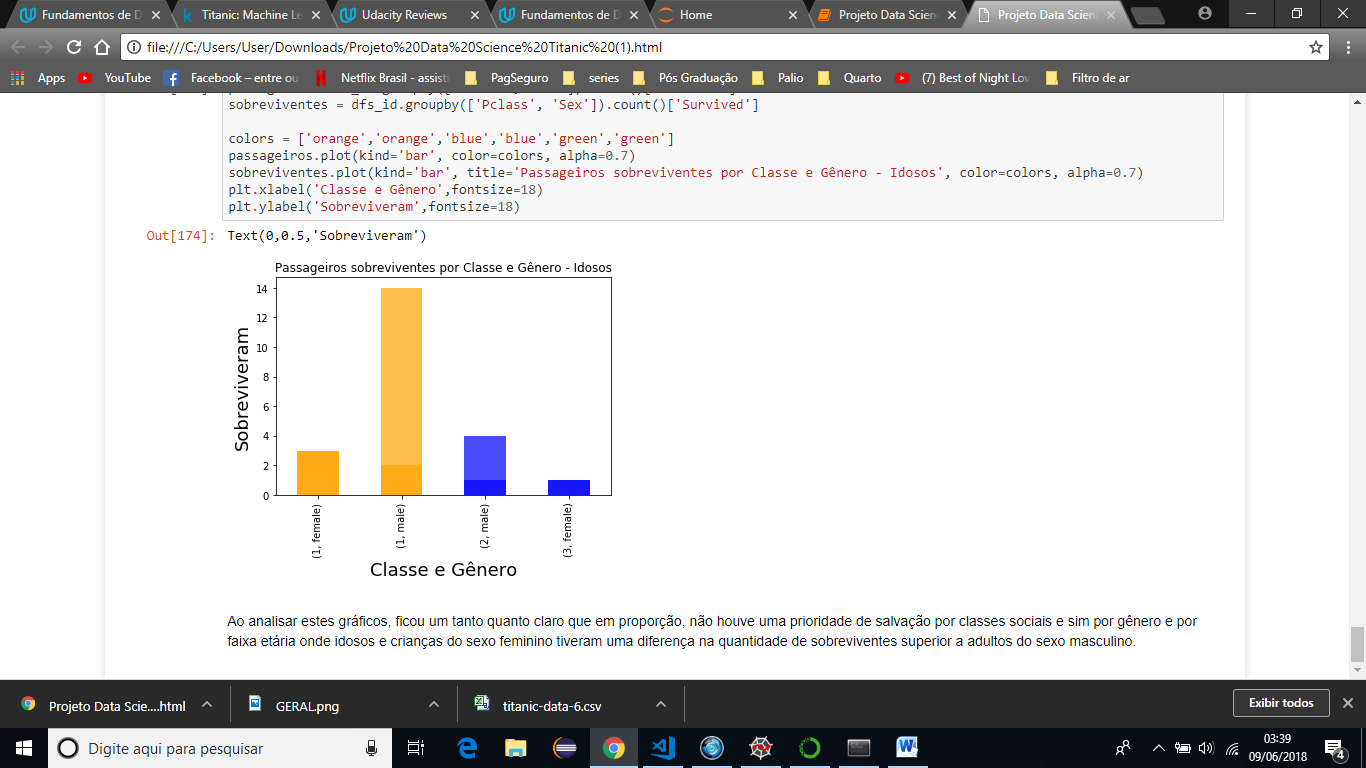 Fundamentos de D
Titanic: Machine Le
Udacity Reviews
Fundamentos de D
Home
Projeto Data Scien
Projeto Data Scien
file:///C:/Users/User/Downloads/Projeto%20Data%20Science%20Titanic%20(1).html
Apps
YouTube
Facebook – entre ou
Netflix Brasil - assisti
PagSeguro
series
Pós Graduação
Palio
Quarto
(7) Best of Night Lov
Filtro de ar
sobreviventes = dfs_id.groupby(['Pclass', 'Sex']).count()['Survived']
colors = ['orange','orange','blue','blue','green','green']
passageiros.plot(kind='bar', color=colors, alpha=0.7)
sobreviventes.plot(kind='bar', title='Passageiros sobreviventes por Classe e Gênero - Idosos', color=colors, alpha=0.7)
plt.xlabel('Classe e Gênero',fontsize=18)
plt.ylabel('Sobreviveram',fontsize=18)
Out[174]: Text(0,0.5,'Sobreviveram')
Passageiros sobreviventes por Classe e Gênero - Idosos
Sobreviveram
14
12
10
8
6
4
2
0
(1, female)
(1, male)
(2, male)
(3, female)
Classe e Gênero
Ao analisar estes gráficos, ficou um tanto quanto claro que em proporção, não houve uma prioridade de salvação por classes sociais e sim por gênero e por
faixa etária onde idosos e crianças do sexo feminino tiveram uma diferença na quantidade de sobreviventes superior a adultos do sexo masculino.
Projeto Data Scie....html
GERAL.png
titanic-data-6.csv
Exibir todos
Digite aqui para pesquisar
03:39
09/06/2018
4